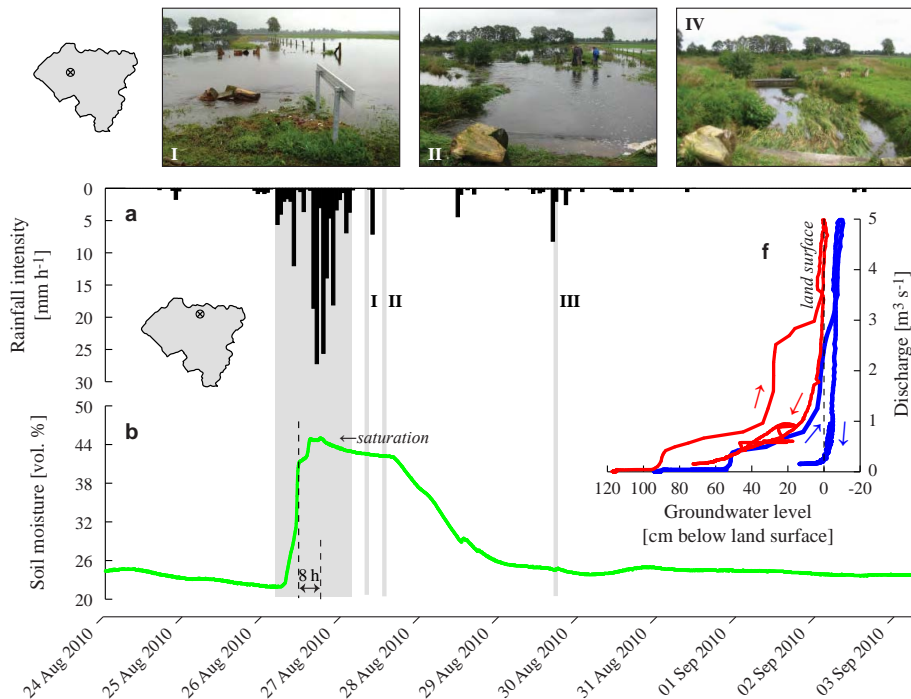 I
II
IV
0
5
10
15
20
25
30
Rainfall intensity
[mm h-1]
a
I
II
III
f
land surface
5
4
3
2
1
0
Discharge [m³ s-1]
120
100
80
60
40
20
0
-20
Groundwater level
[cm below land surface]
50
44
38
32
26
20
Soil moisture [vol. %]
b
←saturation
8 h
24 Aug 2010
25 Aug 2010
26 Aug 2010
27 Aug 2010
28 Aug 2010
29 Aug 2010
30 Aug 2010
31 Aug 2010
01 Sep 2010
02 Sep 2010
03 Sep 2010